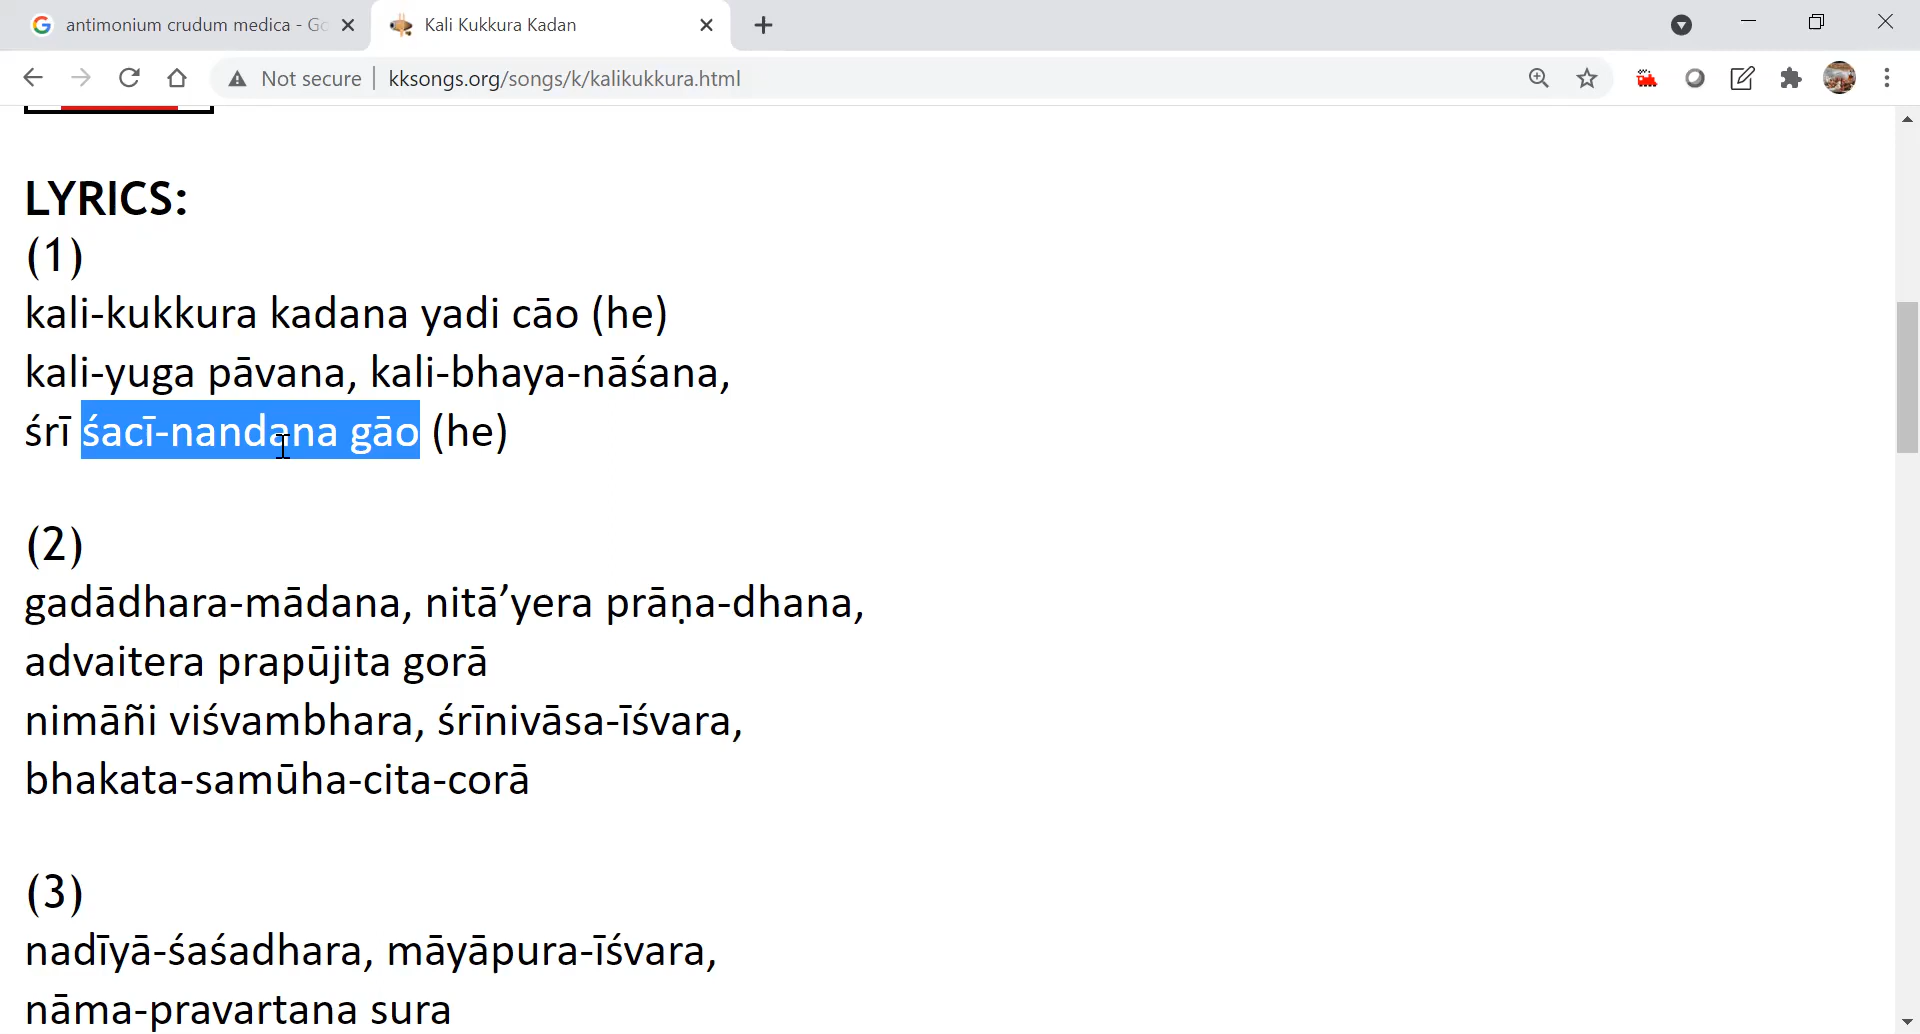 antimonium crudum medica - Go
Kali Kukkura Kadan
Not secure
kksongs.org/songs/k/kalikukkura.html
LYRICS:
(1)
kali-kukkura kadana yadi cāo (he)
kali-yuga pāvana, kali-bhaya-nāśana,
śrī śacī-nandana gāo (he)
(2)
gadādhara-mādana, nitā’yera prāṇa-dhana,
advaitera prapūjita gorā
nimāñi viśvambhara, śrīnivāsa-īśvara,
bhakata-samūha-cita-corā
(3)
nadīyā-śaśadhara, māyāpura-īśvara,
nāma-pravartana sura